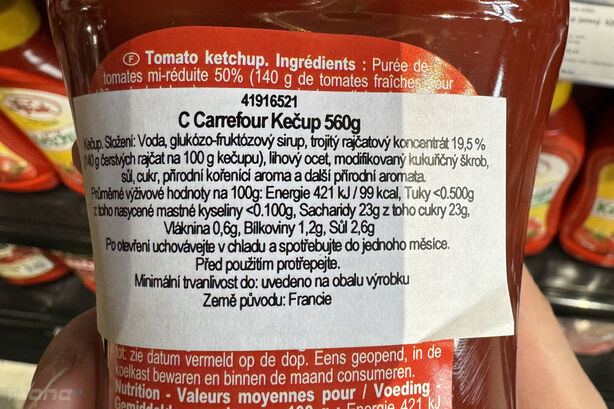 F Tomato ketchup. Ingrédients : Purée de
tomates mi-réduite 50% (140 g de tomates fraîches
41916521
C Carrefour Kečup 560g
Kečup. Složení: Voda, glukózo-fruktózový sirup, trojitý rajčatový koncentrát 19,5 %
(140 g čerstvých rajčat na 100 g kečupu), lihový ocet, modifikovaný kukuřičný škrob,
sůl, cukr, přírodní kořenící aroma a další přírodní aromata.
Průměrné výživové hodnoty na 100g: Energie 421 kJ / 99 kcal, Tuky <0.500g
z toho nasycené mastné kyseliny <0.100g, Sacharidy 23g z toho cukry 23g,
Vláknina 0,6g, Bílkoviny 1,2g, Sůl 2,6g
Po otevření uchovávejte v chladu a spotřebujte do jednoho měsíce.
Před použitím protřepejte.
Minimální trvanlivost do: uvedeno na obalu výrobku
Země původu: Francie
tot: zie datum vermeld op de dop. Eens geopend, in de
koelkast bewaren en binnen de maand consumeren.
Nutrition - Valeurs moyennes pour / Voeding -
Energie 421 kJ